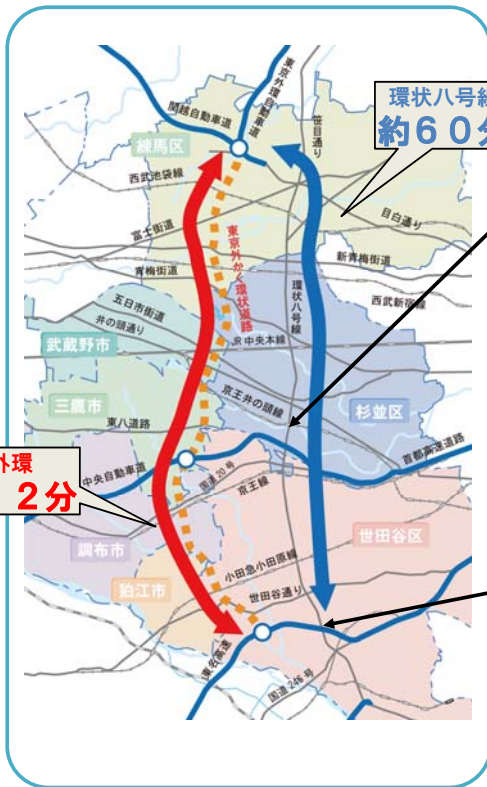 東京外環自動車道
関越自動車道
笹目通り
環状八号線
約６０分
練馬区
西武池袋線
目白通り
富士街道
東京外かく環状道路
新青梅街道
青梅街道
環状八号線
西武新宿線
五日市街道
井の頭通り
JR中央本線
武蔵野市
京王井の頭線
三鷹市
杉並区
東八道路
首都高速道路
外環
２分
中央自動車道
国道20号
京王線
調布市
世田谷区
小田急小田原線
狛江市
世田谷通り
東名高速
国道246号